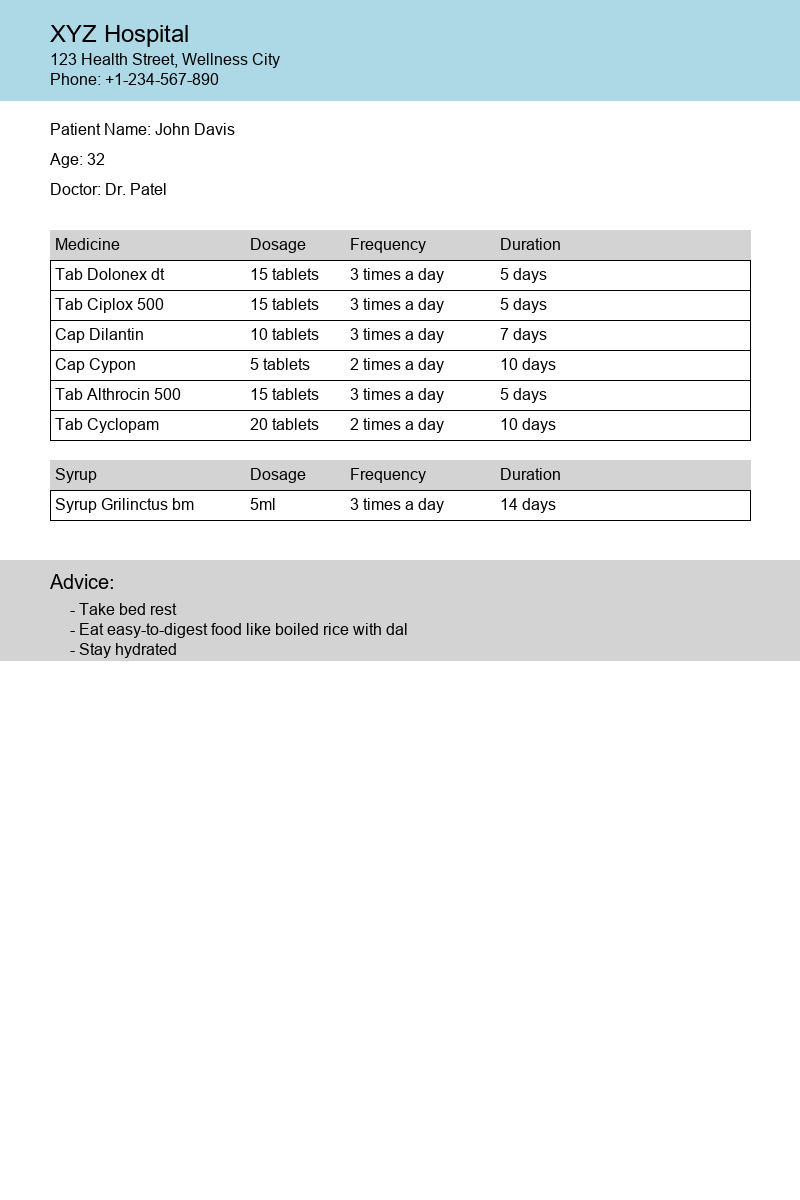 XYZ Hospital
123 Health Street, Wellness City
Phone: +1-234-567-890
Patient Name: John Davis
Age: 32
Doctor: Dr. Patel
Medicine Dosage Frequency Duration
Tab Dolonex dt 15 tablets 3 times a day 5 days
Tab Ciplox 500 15 tablets 3 times a day 5 days
Cap Dilantin 10 tablets 3 times a day 7 days
Cap Cypon 5 tablets 2 times a day 10 days
Tab Althrocin 500 15 tablets 3 times a day 5 days
Tab Cyclopam 20 tablets 2 times a day 10 days
Syrup Dosage Frequency Duration
Syrup Grilinctus bm 5ml 3 times a day 14 days
Advice:
- Take bed rest
- Eat easy-to-digest food like boiled rice with dal
- Stay hydrated